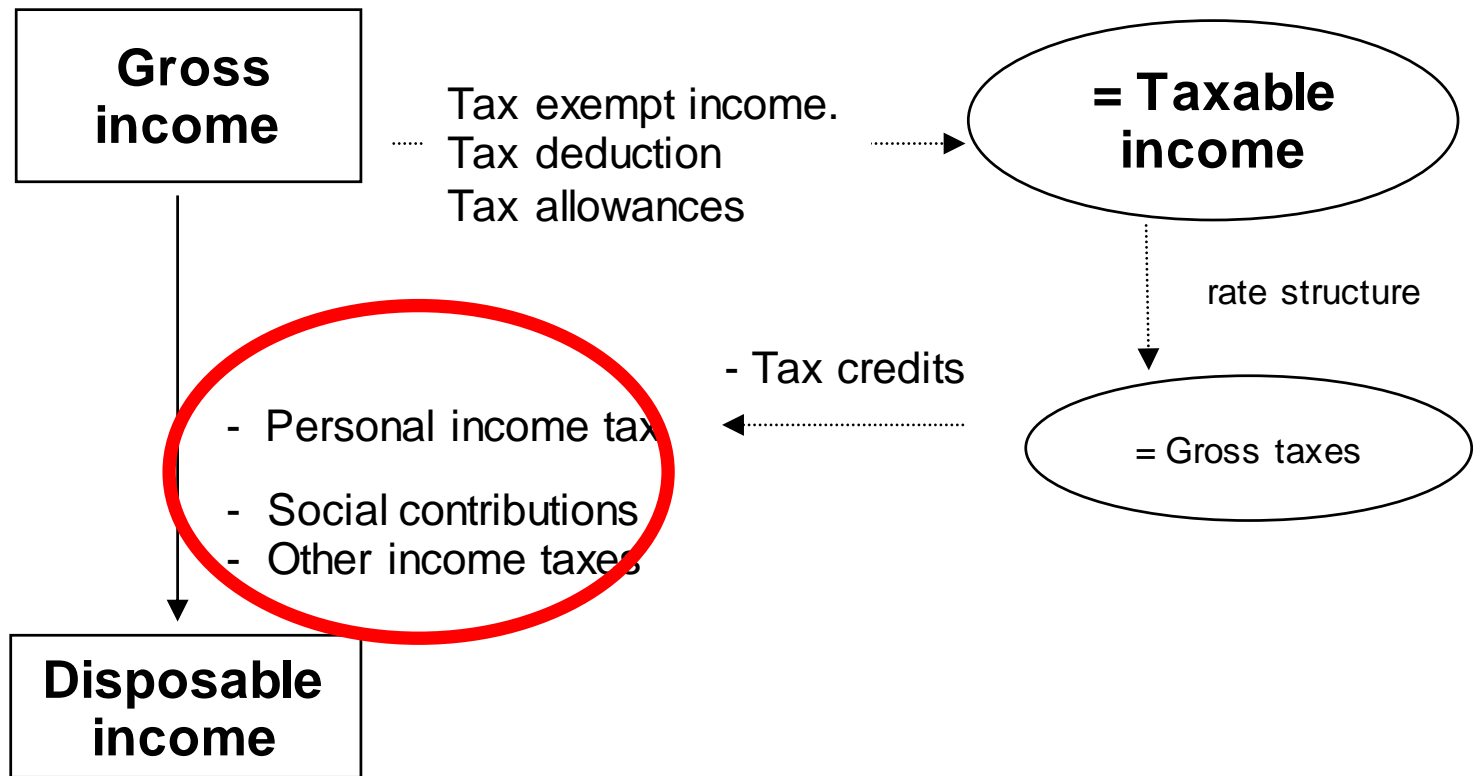 Gross
income
Tax exempt income.
Tax deduction
Tax allowances
= Taxable
income
rate structure
- Tax credits
= Gross taxes
- Personal income tax
- Social contributions
- Other income taxes
Disposable
income